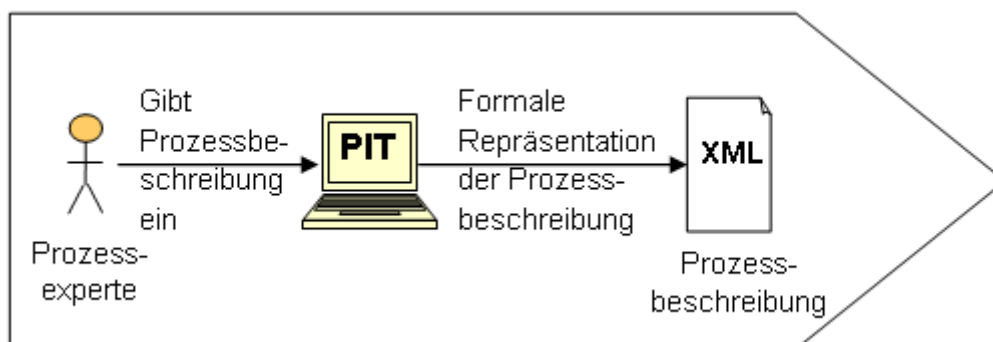 Gibt
Prozessbe-
schreibung
ein
PIT
Formale
Repräsentation
der Prozess-
beschreibung
XML
Prozess-
experte
Prozess-
beschreibung